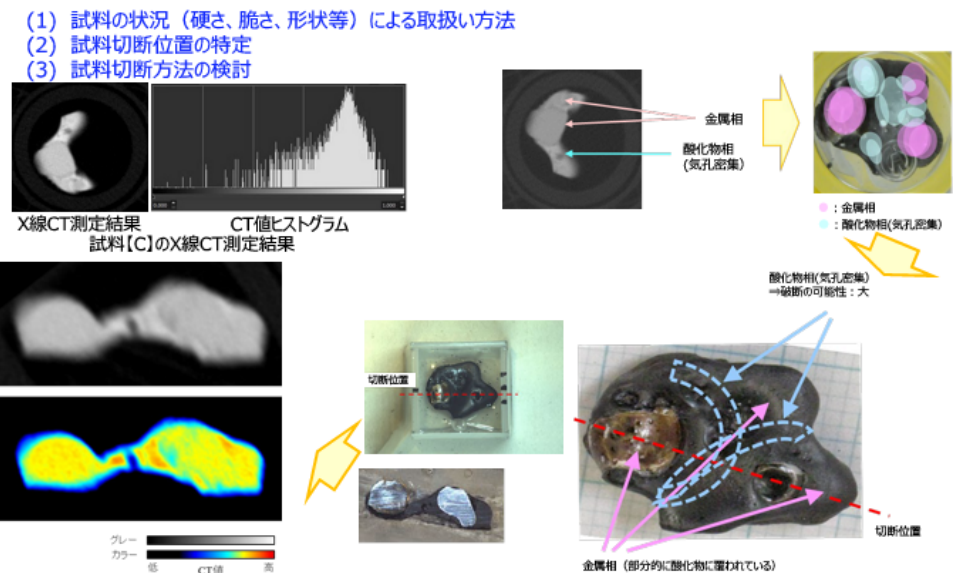 (1) 試料の状況（硬さ、脆さ、形状等）による取扱い方法
(2) 試料切断位置の特定
(3) 試料切断方法の検討
金属相
酸化物相
(気孔密集)
X線CT測定結果
CT値ヒストグラム
試料【C】のX線CT測定結果
：金属相
：酸化物相(気孔密集)
酸化物相(気孔密集)
⇒破断の可能性：大
切断位置
切断位置
金属相（部分的に酸化物に覆われている）
グレー
カラー
低
CT値
高